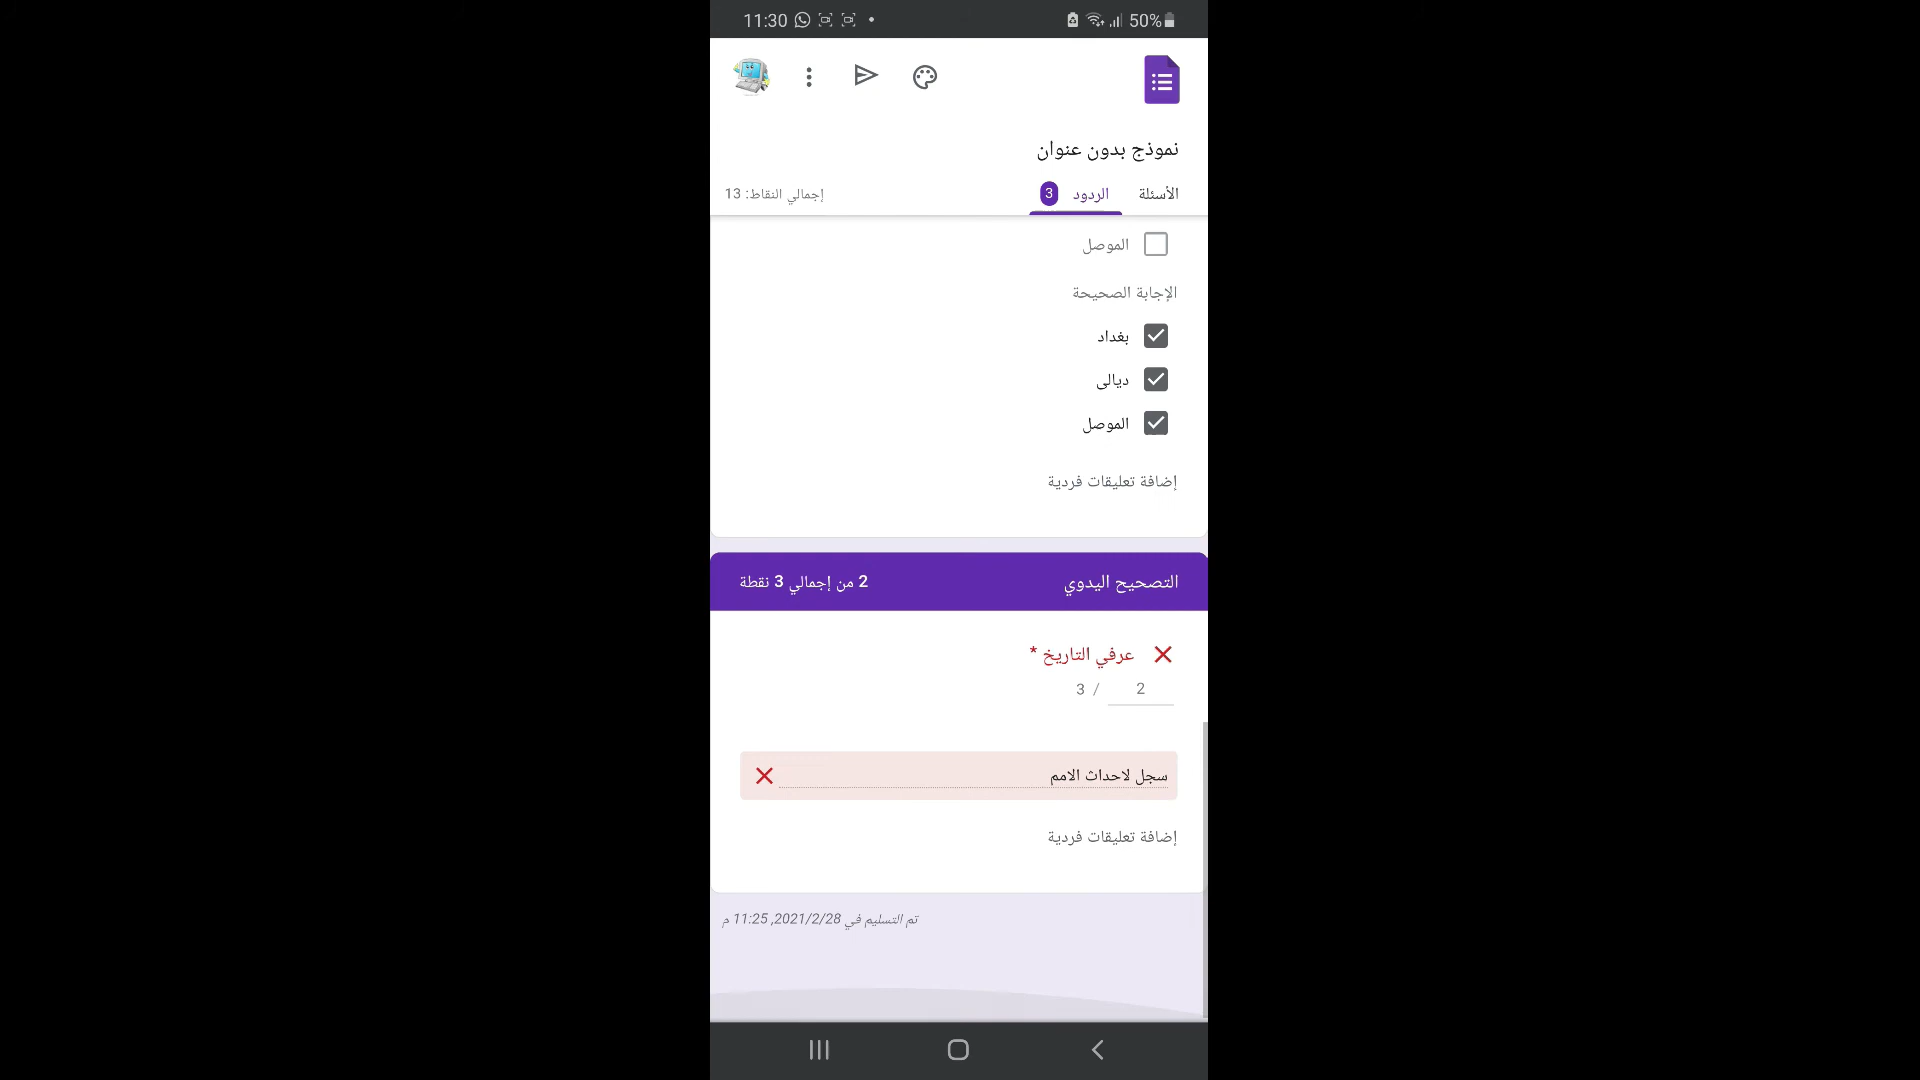 11:30
50%
نموذج بدون عنوان
الأسئلة
الردود 3
إجمالي النقاط: 13
الموصل
الإجابة الصحيحة
بغداد
ديالى
الموصل
إضافة تعليقات فردية
التصحيح اليدوي
2 من إجمالي 3 نقطة
عرفي التاريخ *
2 / 3
سجل لاحداث الامم
إضافة تعليقات فردية
تم التسليم في 2021/2/28, 11:25 م